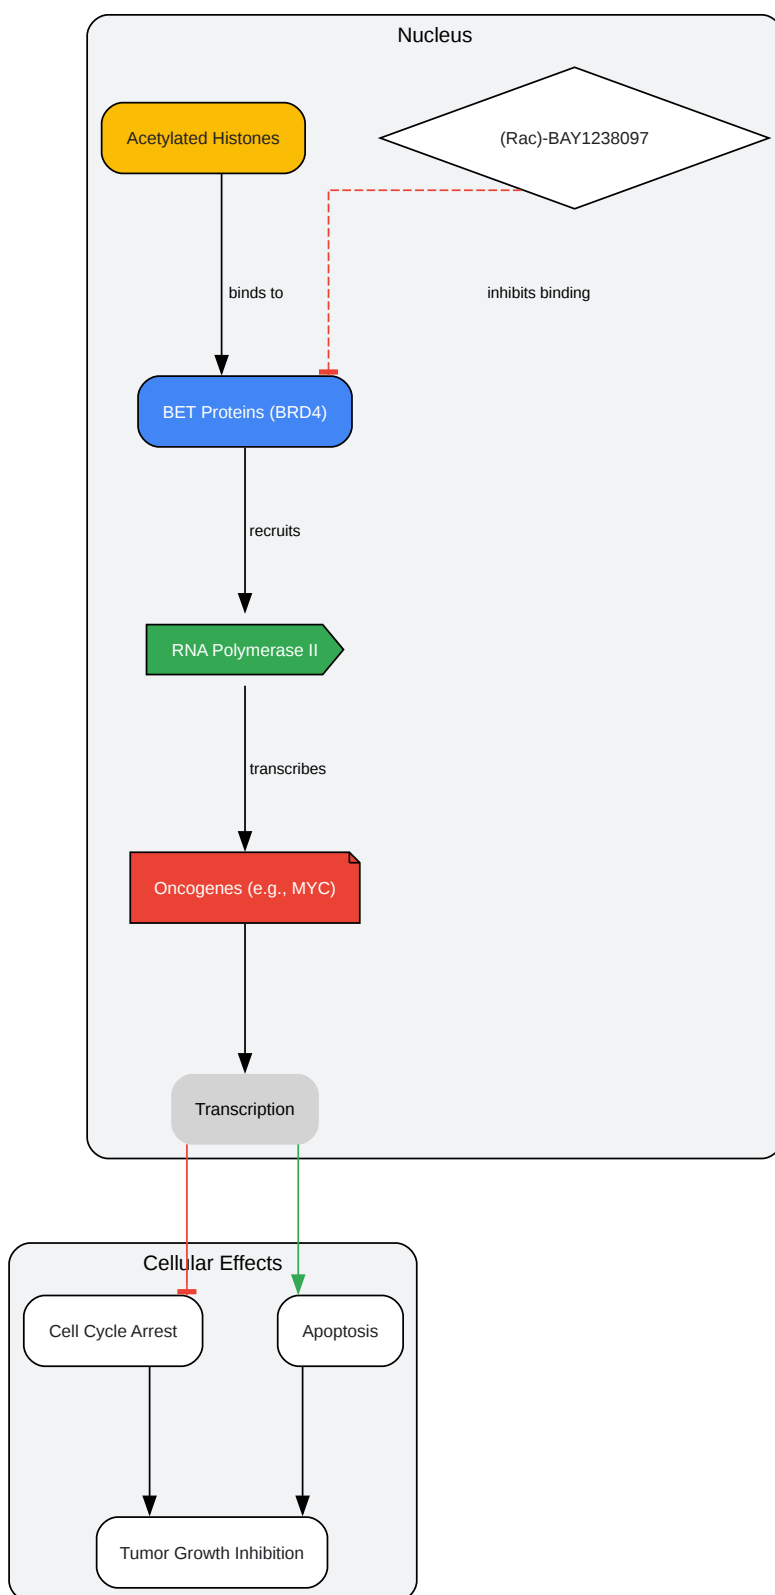 Nucleus
Acetylated Histones
(Rac)-BAY1238097
binds to
inhibits binding
BET Proteins (BRD4)
recruits
RNA Polymerase II
transcribes
Oncogenes (e.g., MYC)
Transcription
Cellular Effects
Cell Cycle Arrest
Apoptosis
Tumor Growth Inhibition